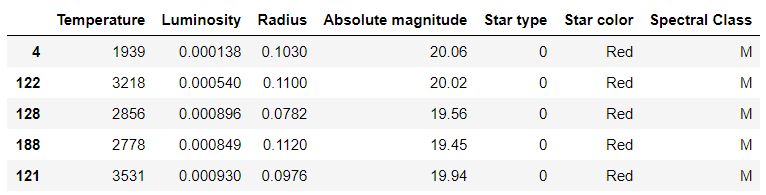 Temperature Luminosity Radius Absolute magnitude Star type Star color Spectral Class
4 1939 0.000138 0.1030 20.06 0 Red M
122 3218 0.000540 0.1100 20.02 0 Red M
128 2856 0.000896 0.0782 19.56 0 Red M
188 2778 0.000849 0.1120 19.45 0 Red M
121 3531 0.000930 0.0976 19.94 0 Red M